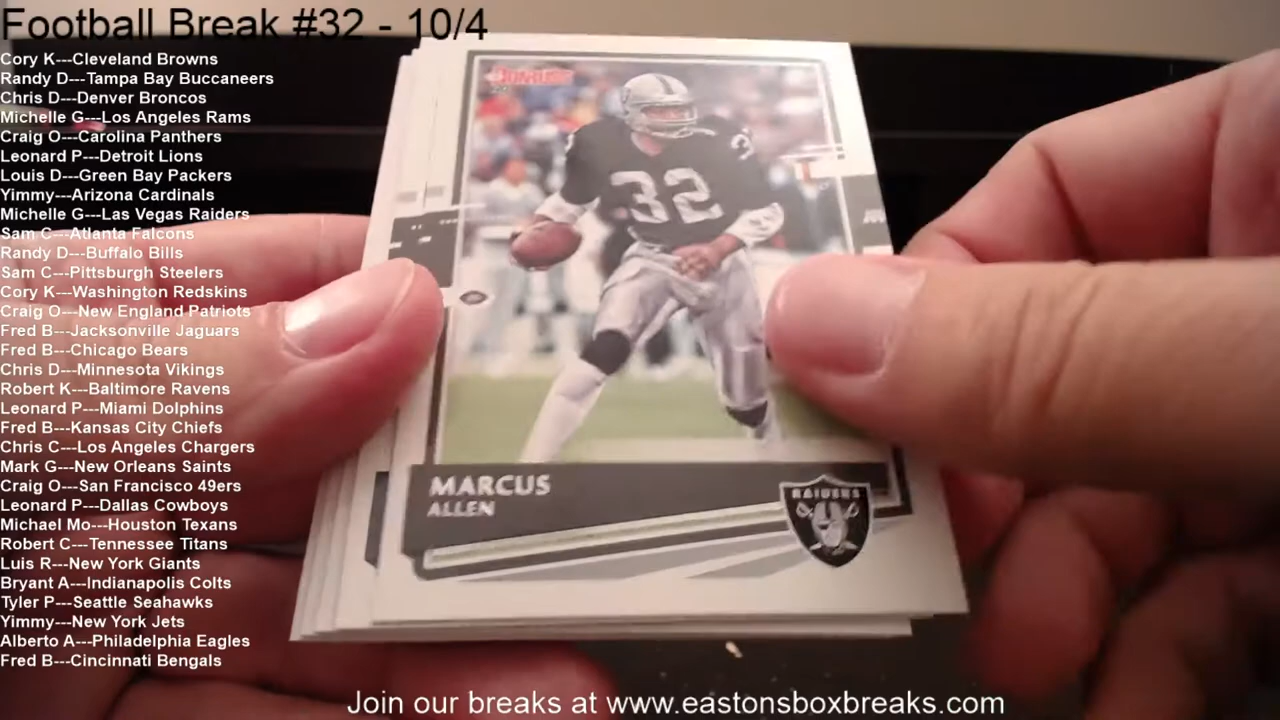 Football Break #32 - 10/4
Cory K---Cleveland Browns
Randy D---Tampa Bay Buccaneers
Chris D---Denver Broncos
Michelle G---Los Angeles Rams
Craig O---Carolina Panthers
Leonard P---Detroit Lions
Louis D---Green Bay Packers
Yimmy---Arizona Cardinals
Michelle G---Las Vegas Raiders
Sam C---Atlanta Falcons
Randy D---Buffalo Bills
Sam C---Pittsburgh Steelers
Cory K---Washington Redskins
Craig O---New England Patriots
Fred B---Jacksonville Jaguars
Fred B---Chicago Bears
Chris D---Minnesota Vikings
Robert K---Baltimore Ravens
Leonard P---Miami Dolphins
Fred B---Kansas City Chiefs
Chris C---Los Angeles Chargers
Mark G---New Orleans Saints
Craig O---San Francisco 49ers
Leonard P---Dallas Cowboys
Michael Mo---Houston Texans
Robert C---Tennessee Titans
Luis R---New York Giants
Bryant A---Indianapolis Colts
Tyler P---Seattle Seahawks
Yimmy---New York Jets
Alberto A---Philadelphia Eagles
Fred B---Cincinnati Bengals
Donruss
32
32
MARCUS
ALLEN
RAIDERS
Join our breaks at www.eastonsboxbreaks.com